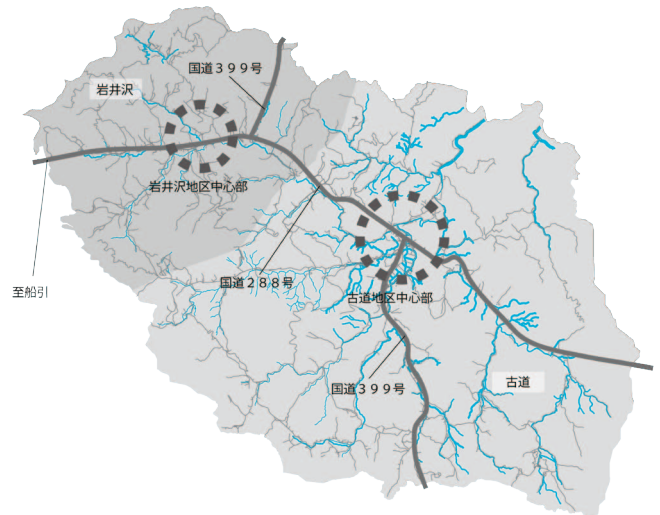 国道３９９号
岩井沢
岩井沢地区中心部
国道２８８号
至船引
古道地区中心部
国道３９９号
古道